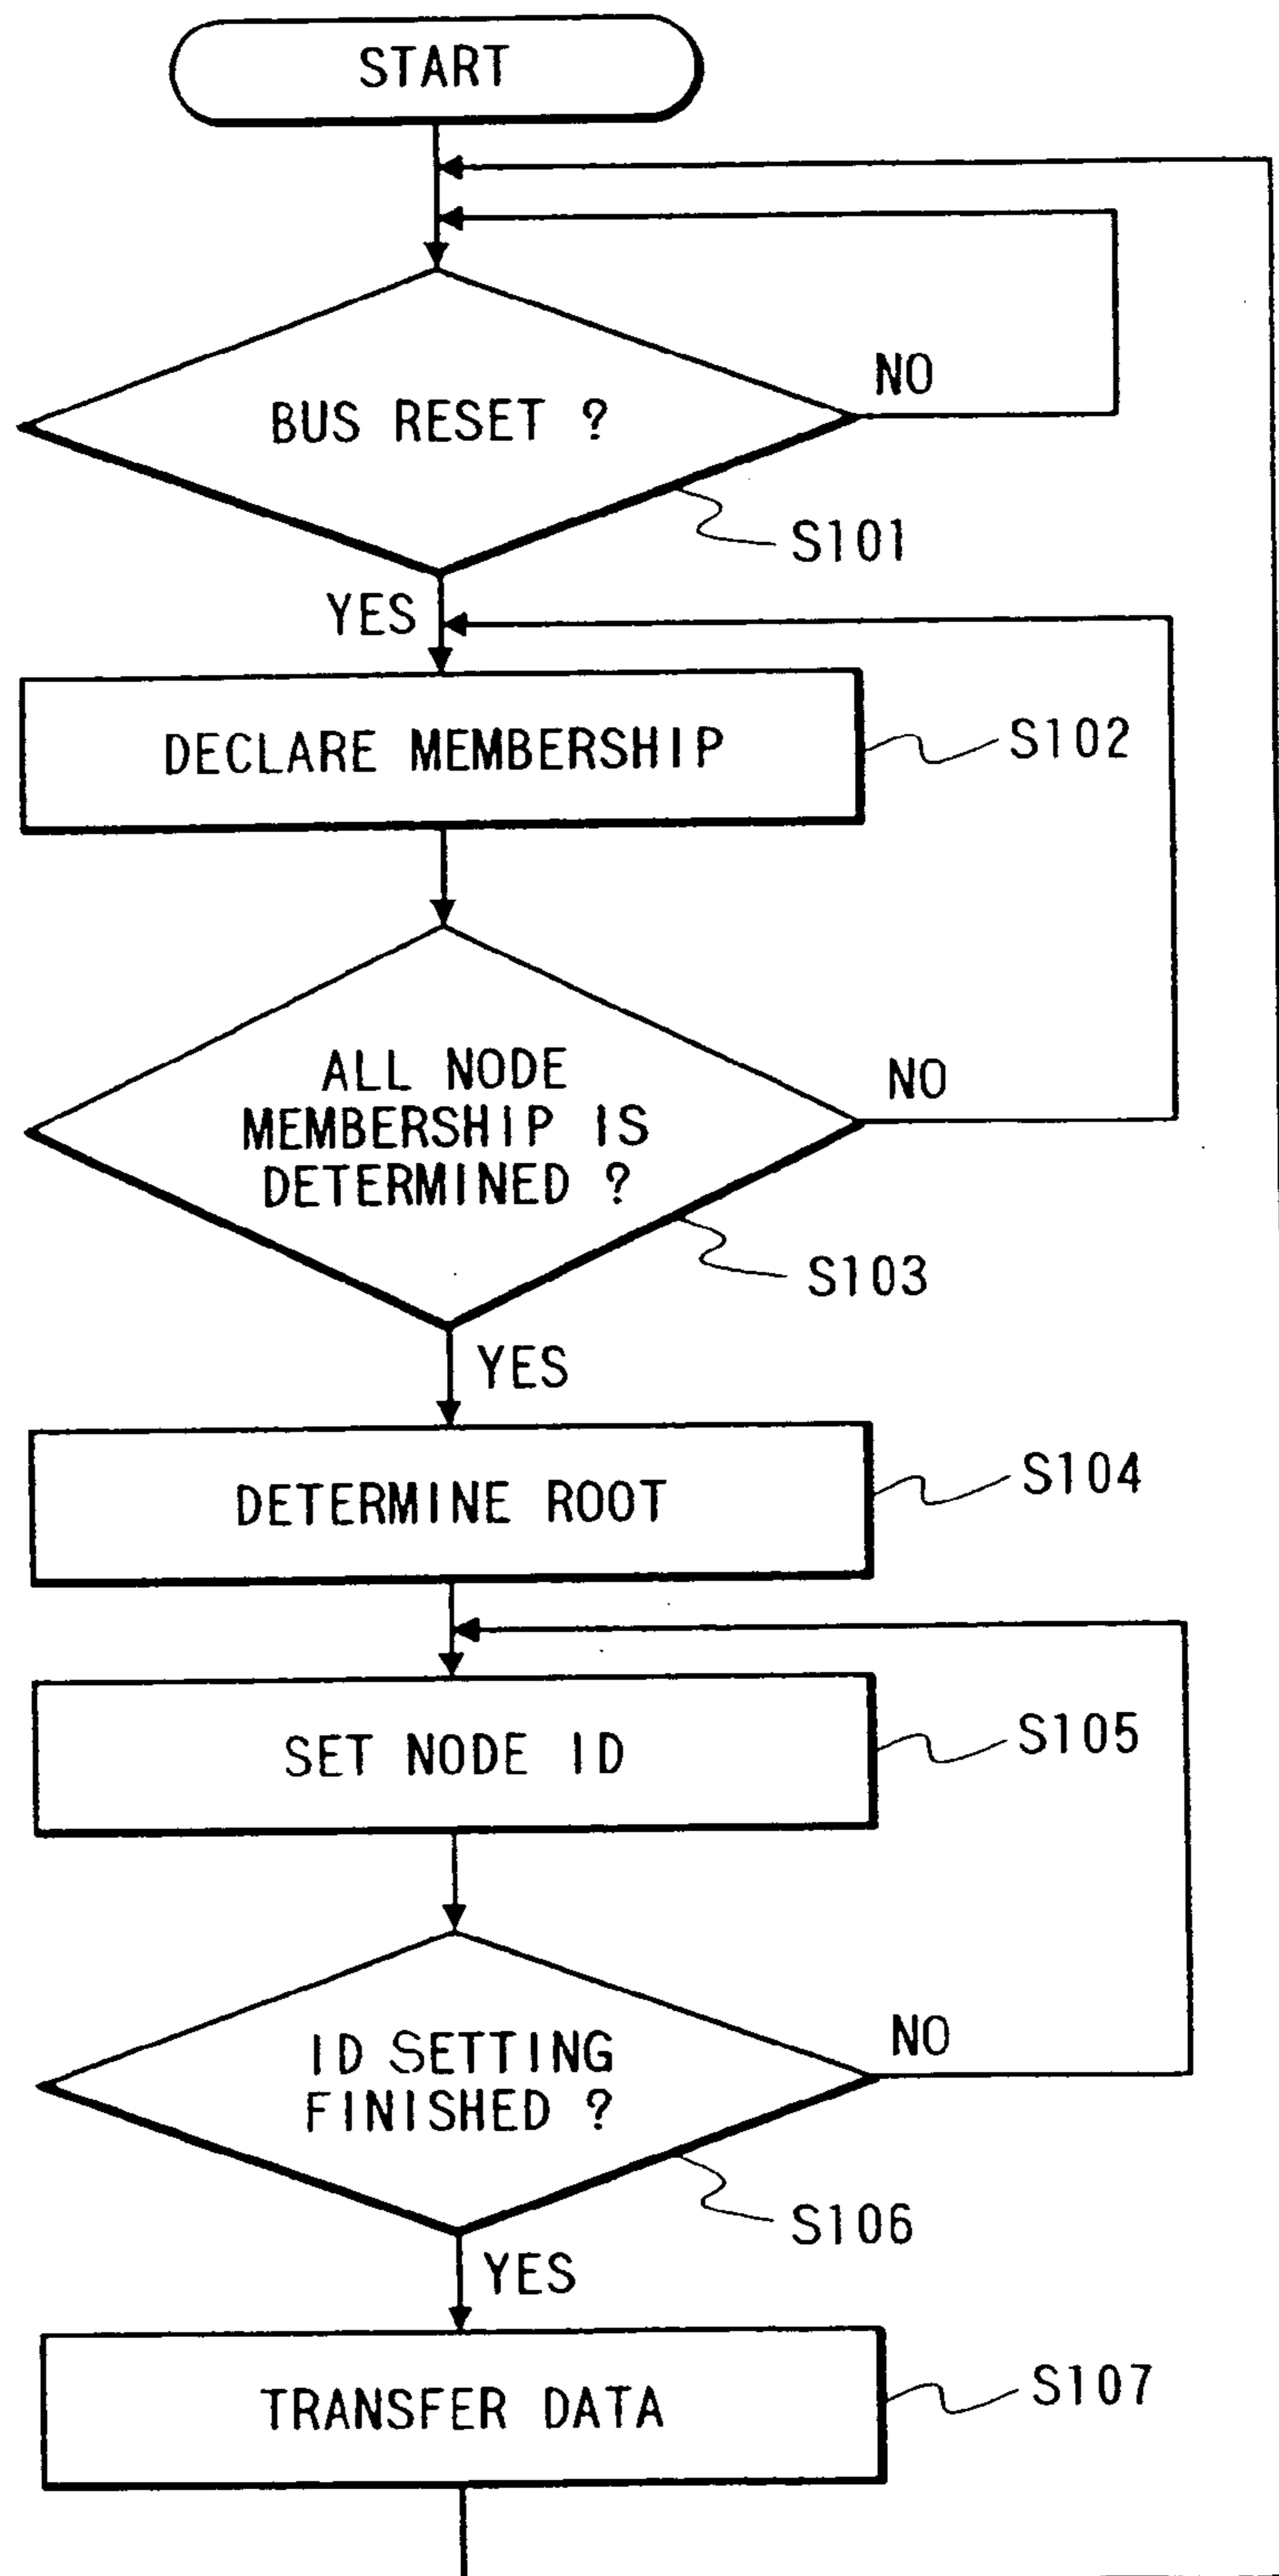 START
BUS RESET ?
NO
S101
YES
DECLARE MEMBERSHIP
S102
ALL NODE
MEMBERSHIP IS
DETERMINED ?
NO
S103
YES
DETERMINE ROOT
S104
SET NODE ID
S105
ID SETTING
FINISHED ?
NO
S106
YES
TRANSFER DATA
S107